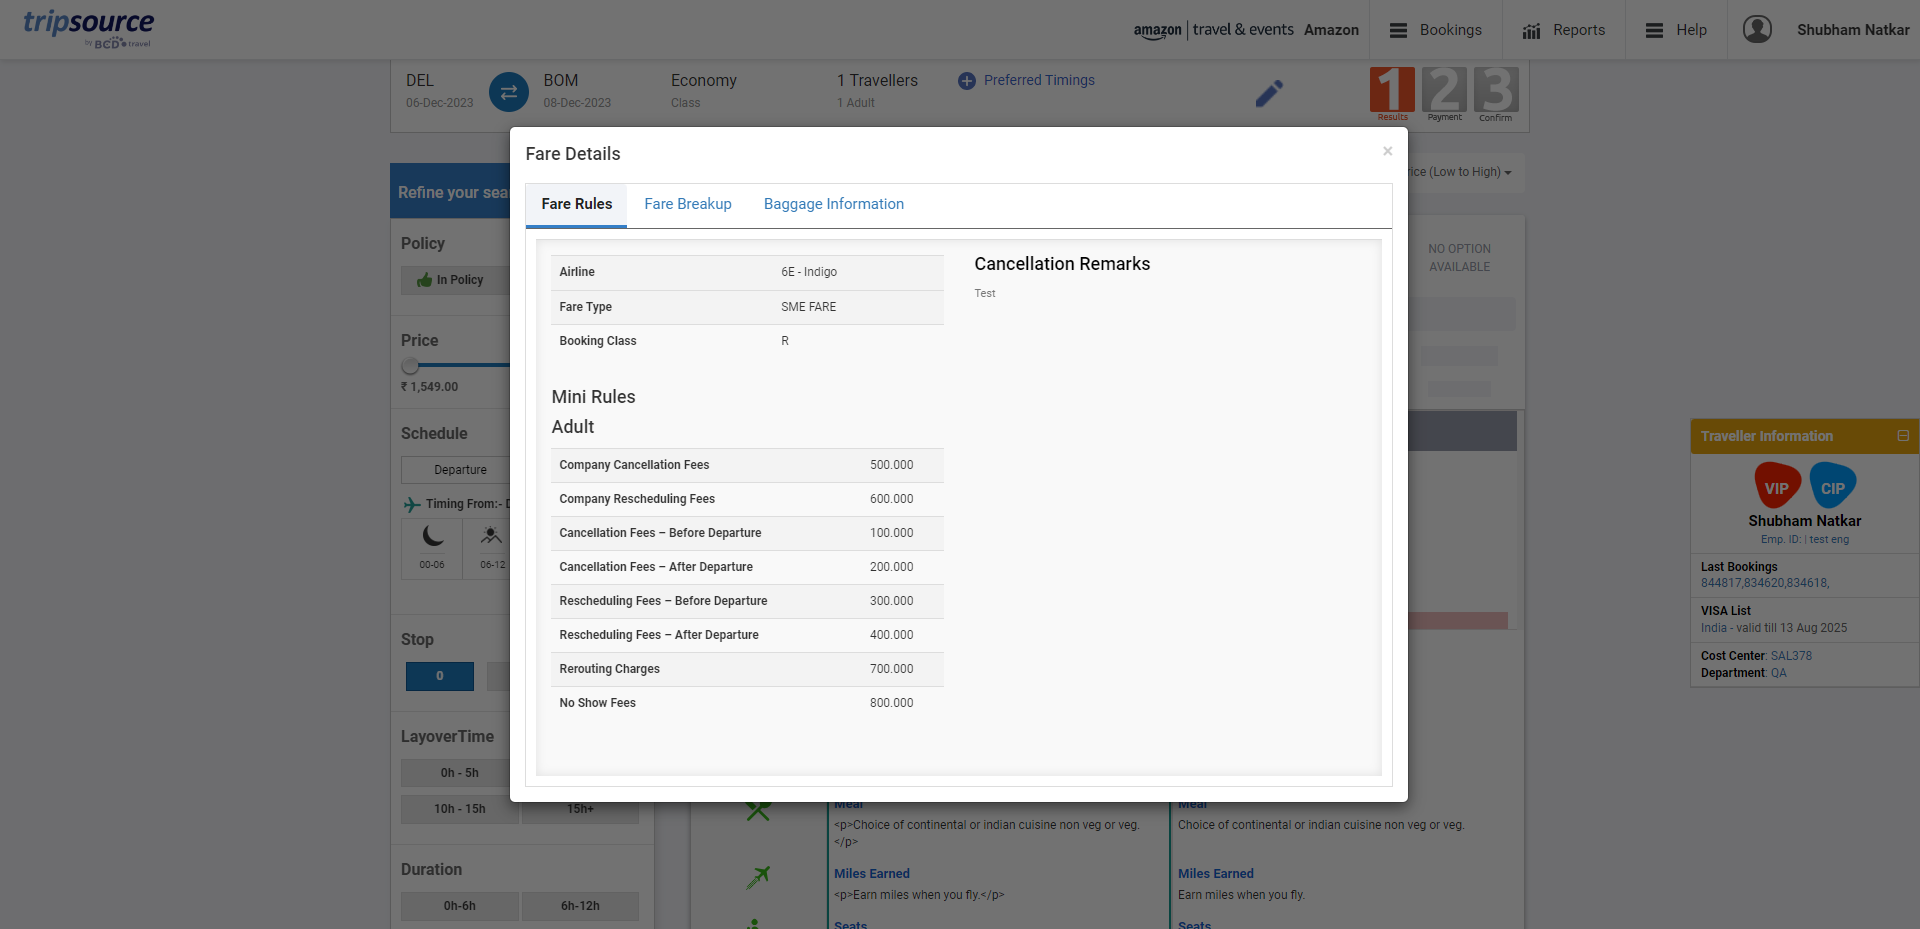 tripsource
by BCD travel
amazon | travel & events Amazon
Bookings
Reports
Help
Shubham Natkar
DEL
06-Dec-2023
BOM
08-Dec-2023
Economy
Class
1 Travellers
1 Adult
Preferred Timings
1 2 3
Results Payment Confirm
Fare Details
×
Fare Rules Fare Breakup Baggage Information
Airline 6E - Indigo
Fare Type SME FARE
Booking Class R
Cancellation Remarks
Test
Mini Rules
Adult
Company Cancellation Fees 500.000
Company Rescheduling Fees 600.000
Cancellation Fees – Before Departure 100.000
Cancellation Fees – After Departure 200.000
Rescheduling Fees – Before Departure 300.000
Rescheduling Fees – After Departure 400.000
Rerouting Charges 700.000
No Show Fees 800.000
Refine your
Policy
In Policy
Price
₹ 1,549.00
Schedule
Departure
Timing From:-
00-06 06-12
Stop
0
LayoverTime
0h - 5h
10h - 15h 15h+
Duration
0h-6h 6h-12h
(Low to High)
NO OPTION
AVAILABLE
Meal
<p>Choice of continental or indian cuisine non veg or veg.
</p>
Miles Earned
<p>Earn miles when you fly.</p>
Seats
Meal
Choice of continental or indian cuisine non veg or veg.
Miles Earned
Earn miles when you fly.
Seats
Traveller Information
VIP CIP
Shubham Natkar
Emp. ID: | test eng
Last Bookings
844817,834620,834618,
VISA List
India - valid till 13 Aug 2025
Cost Center: SAL378
Department: QA